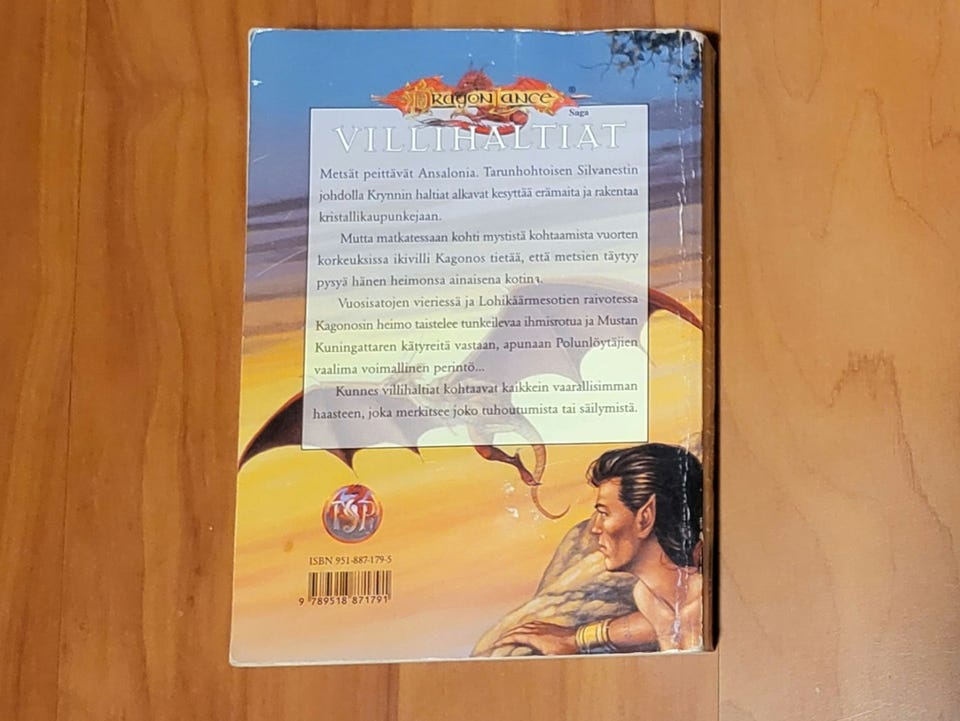 DRAGONLANCE
®
Saga
VILLIHALTIAT
Metsät peittävät Ansalonia. Tarunhohtoisen Silvanestin
johdolla Krynnin haltiat alkavat kesyttää erämaita ja rakentaa
kristallikaupunkejaan.
Mutta matkatessaan kohti mystistä kohtaamista vuorten
korkeuksissa ikivilli Kagonos tietää, että metsien täytyy
pysyä hänen heimonsa ainaisena kotina.
Vuosisatojen vieriessä ja Lohikäärmesotien raivotessa
Kagonosin heimo taistelee tunkeilevaa ihmisrotua ja Mustan
Kuningattaren kätyreitä vastaan, apunaan Polunlöytäjien
vaalima voimallinen perintö...
Kunnes villihaltiat kohtaavat kaikkein vaarallisimman
haasteen, joka merkitsee joko tuhoutumista tai säilymistä.
TSR
ISBN 951-887-179-5
9 789518 871791